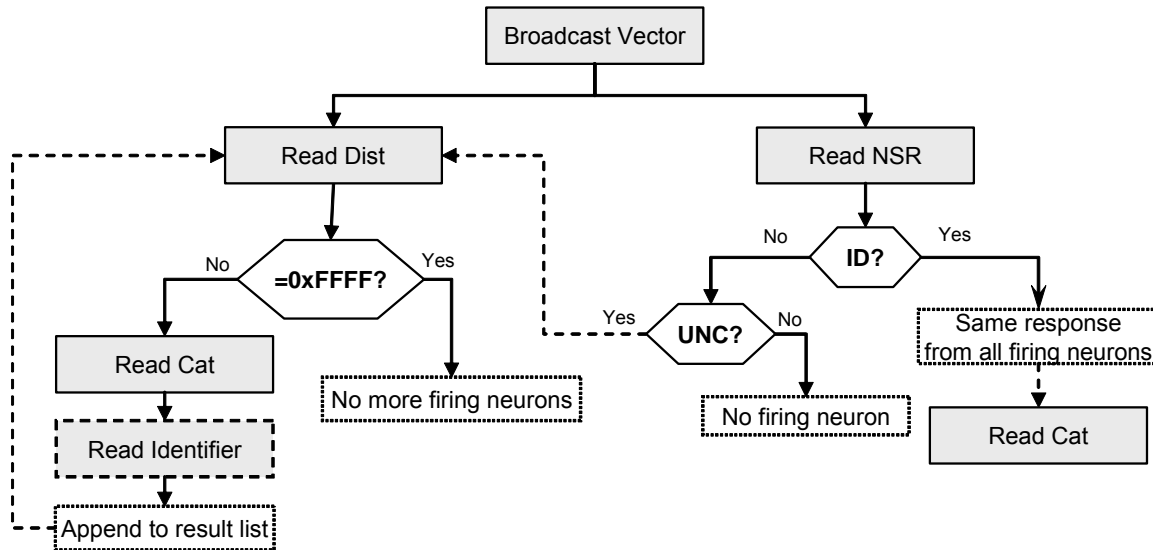 Broadcast Vector
Read Dist
Read NSR
No
ID?
Yes
No
=0xFFFF?
Yes
Yes
UNC?
No
Same response
from all firing neurons
Read Cat
No more firing neurons
No firing neuron
Read Cat
Read Identifier
Append to result list